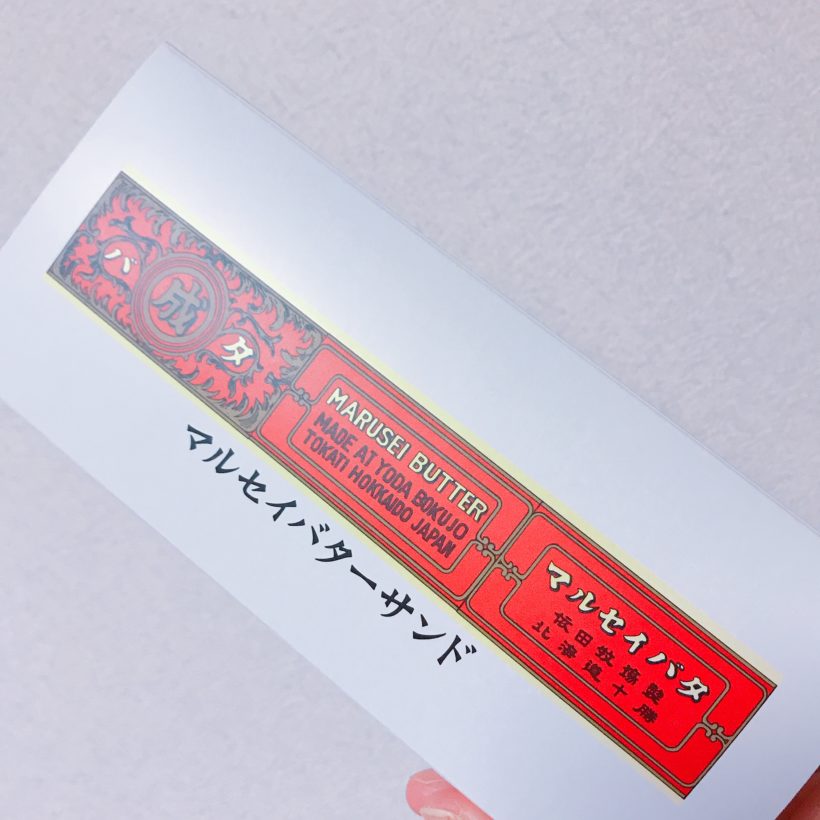 バ
成
タ
MARUSEI BUTTER
MADE AT YODA BOKUJO
TOKATI HOKKAIDO JAPAN
マルセイバタ
依田牧場製
北海道十勝
マルセイバターサンド